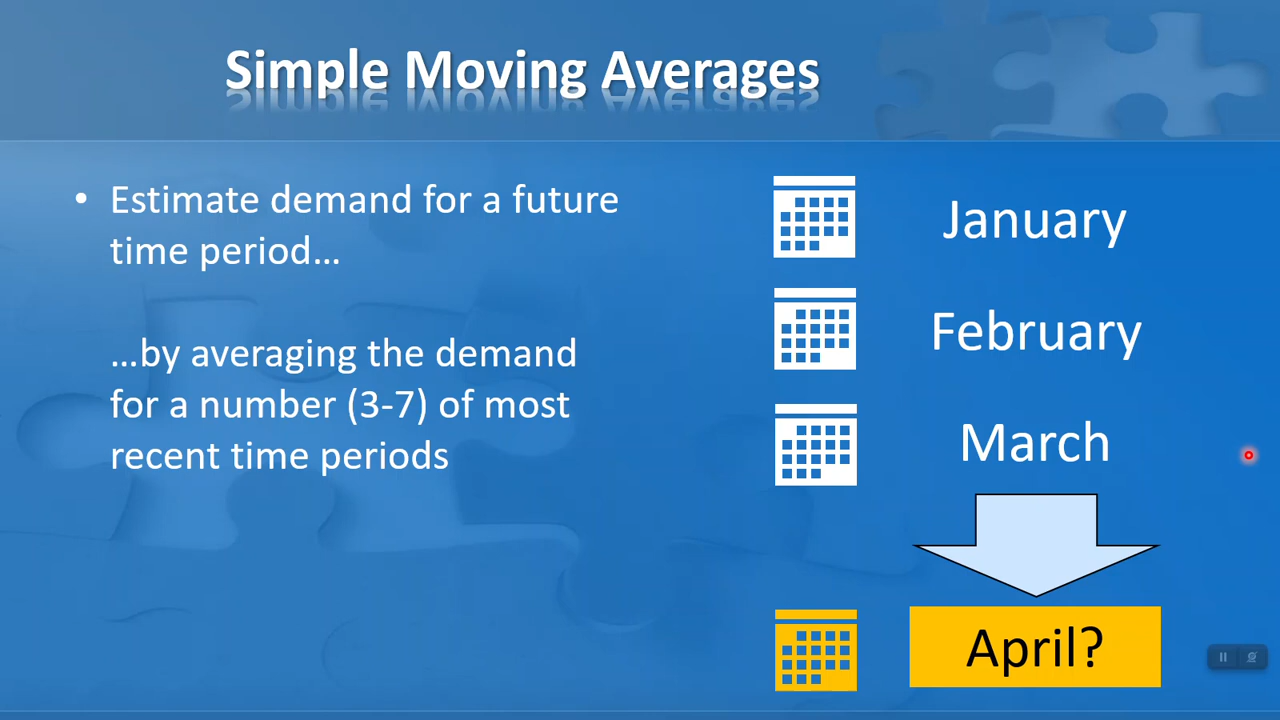 Simple Moving Averages
• Estimate demand for a future
time period…
…by averaging the demand
for a number (3-7) of most
recent time periods
January
February
March
April?